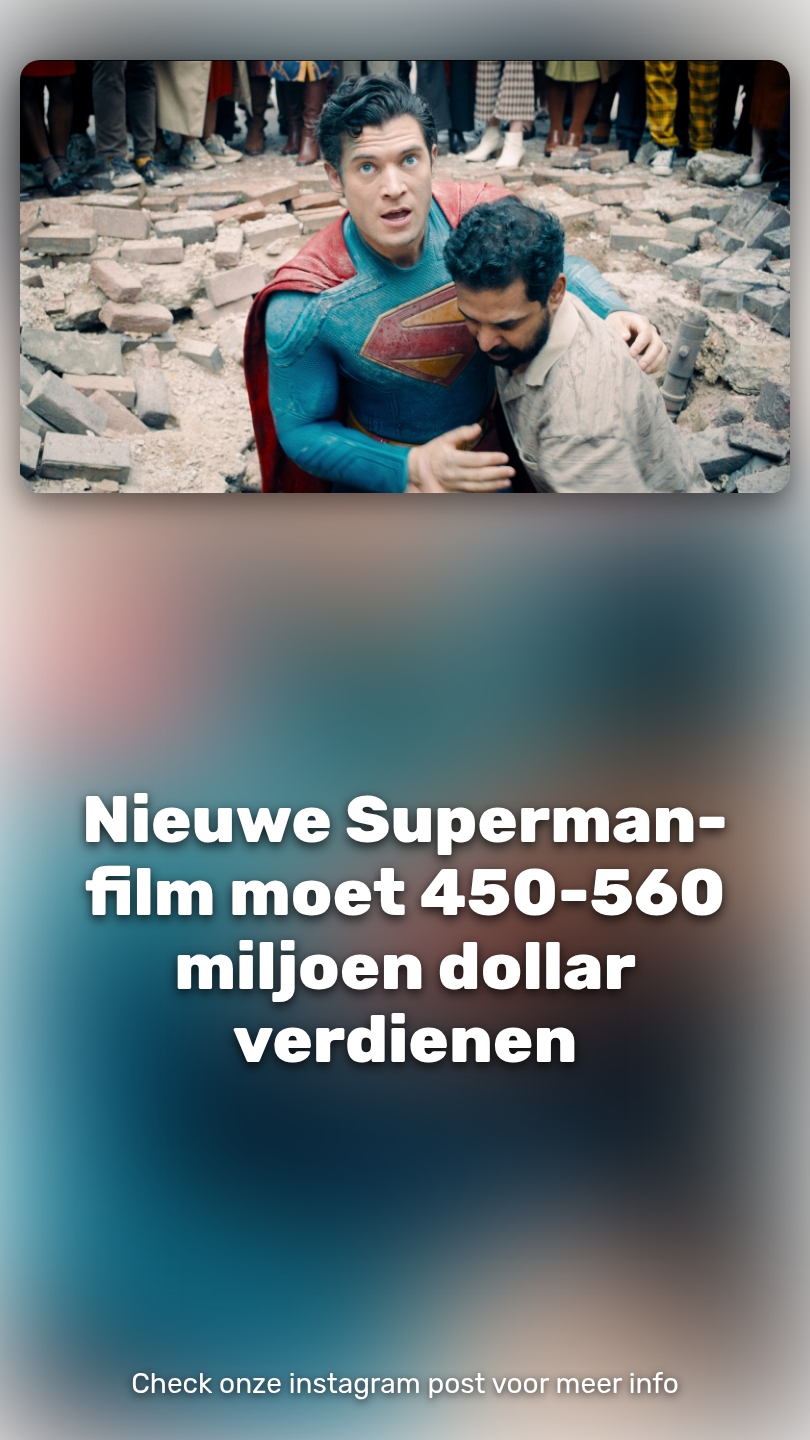 Nieuwe Superman-
film moet 450-560
miljoen dollar
verdienen
Check onze instagram post voor meer info